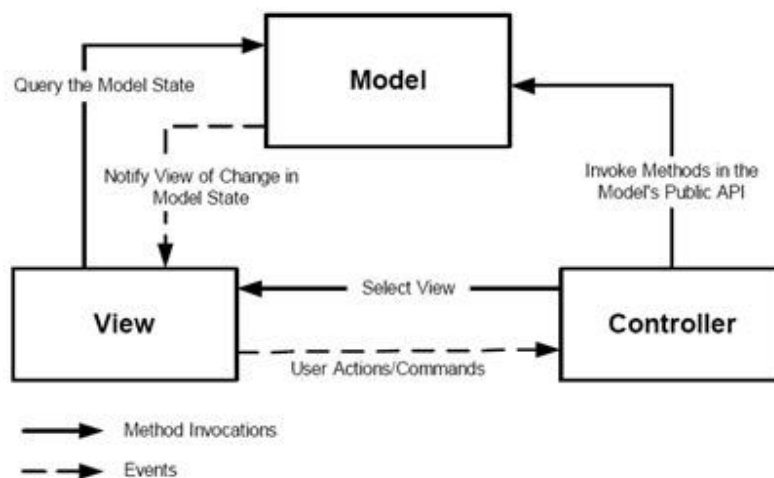 Model
Query the Model State
Notify View of Change in
Model State
Invoke Methods in the
Model's Public API
View
Select View
Controller
User Actions/Commands
Method Invocations
Events